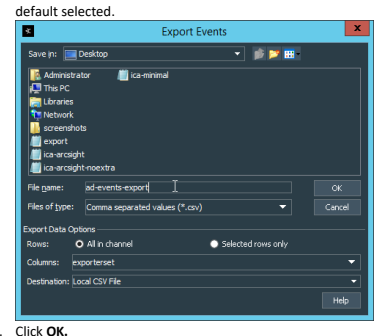 default selected.
Export Events
X
Save in: Desktop
Administrator ica-minimal
This PC
Libraries
Network
screenshots
export
ica-arcsight
ica-arcsight-noextra
File name: ad-events-export OK
Files of type: Comma separated values (*.csv) Cancel
Export Data Options
Rows: All in channel Selected rows only
Columns: exporterset
Destination: Local CSV File
Help
Click OK.